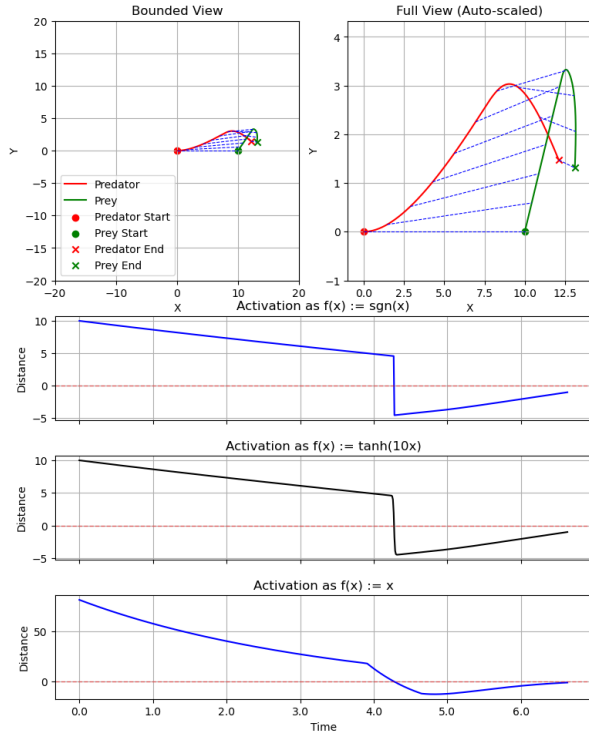 Bounded View
20
15
10
5
0
−5
−10
−15
−20
Y
−20
−10
0
10
20
X
Predator
Prey
Predator Start
Prey Start
Predator End
Prey End
Full View (Auto-scaled)
4
3
2
1
0
−1
Y
0.0
2.5
5.0
7.5
10.0
12.5
X
Activation as f(x) := sgn(x)
10
5
0
−5
Distance
Activation as f(x) := tanh(10x)
10
5
0
−5
Distance
Activation as f(x) := x
50
0
Distance
0.0
1.0
2.0
3.0
4.0
5.0
6.0
Time